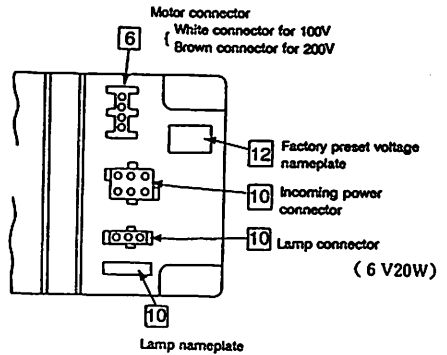 Motor connector
6 { White connector for 100V
Brown connector for 200V
12 Factory preset voltage
nameplate
10 Incoming power
connector
10 Lamp connector
( 6 V20W)
10
Lamp nameplate